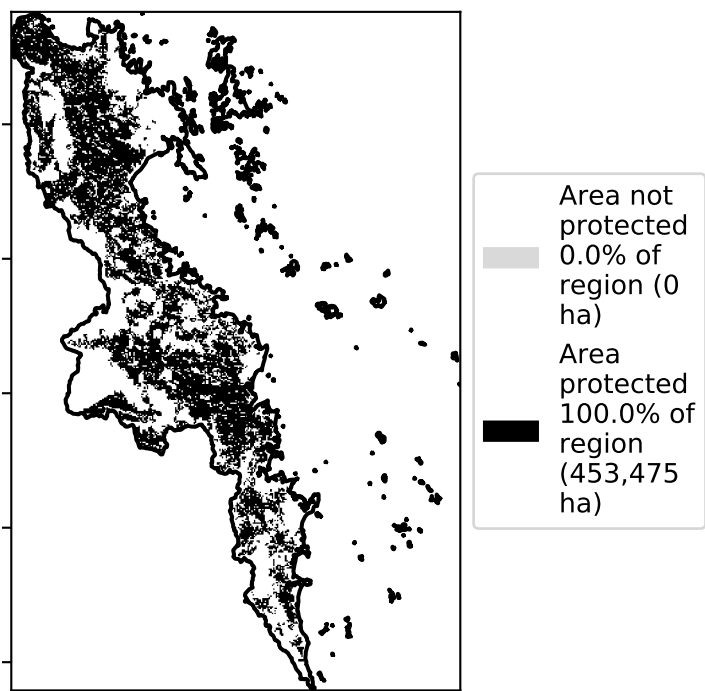 Area not
protected
0.0% of
region (0
ha)
Area
protected
100.0% of
region
(453,475
ha)